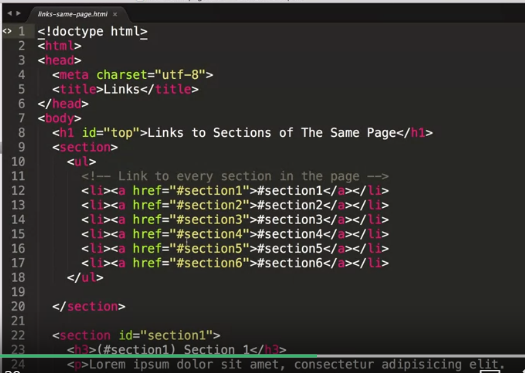 links-same-page.html ×
<> 1 <!doctype html>
2 <html>
3 <head>
4 <meta charset="utf-8">
5 <title>Links</title>
6 </head>
7 <body>
8 <h1 id="top">Links to Sections of The Same Page</h1>
9 <section>
10 <ul>
11 <!-- Link to every section in the page -->
12 <li><a href="#section1">#section1</a></li>
13 <li><a href="#section2">#section2</a></li>
14 <li><a href="#section3">#section3</a></li>
15 <li><a href="#section4">#section4</a></li>
16 <li><a href="#section5">#section5</a></li>
17 <li><a href="#section6">#section6</a></li>
18 </ul>
19
20 </section>
21
22 <section id="section1">
23 <h3>(#section1) Section 1</h3>
24 <p>Lorem ipsum dolor sit amet, consectetur adipisicing elit.